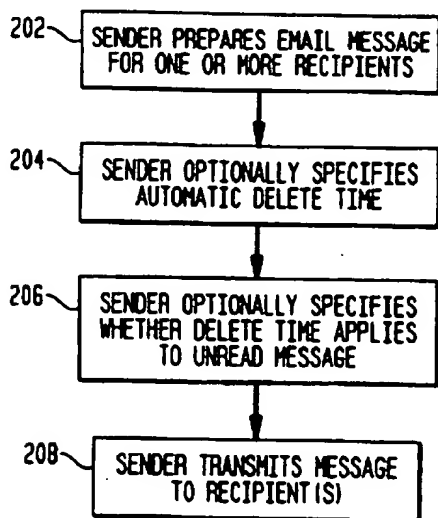 202
SENDER PREPARES EMAIL MESSAGE
FOR ONE OR MORE RECIPIENTS
204
SENDER OPTIONALLY SPECIFIES
AUTOMATIC DELETE TIME
206
SENDER OPTIONALLY SPECIFIES
WHETHER DELETE TIME APPLIES
TO UNREAD MESSAGE
208
SENDER TRANSMITS MESSAGE
TO RECIPIENT(S)